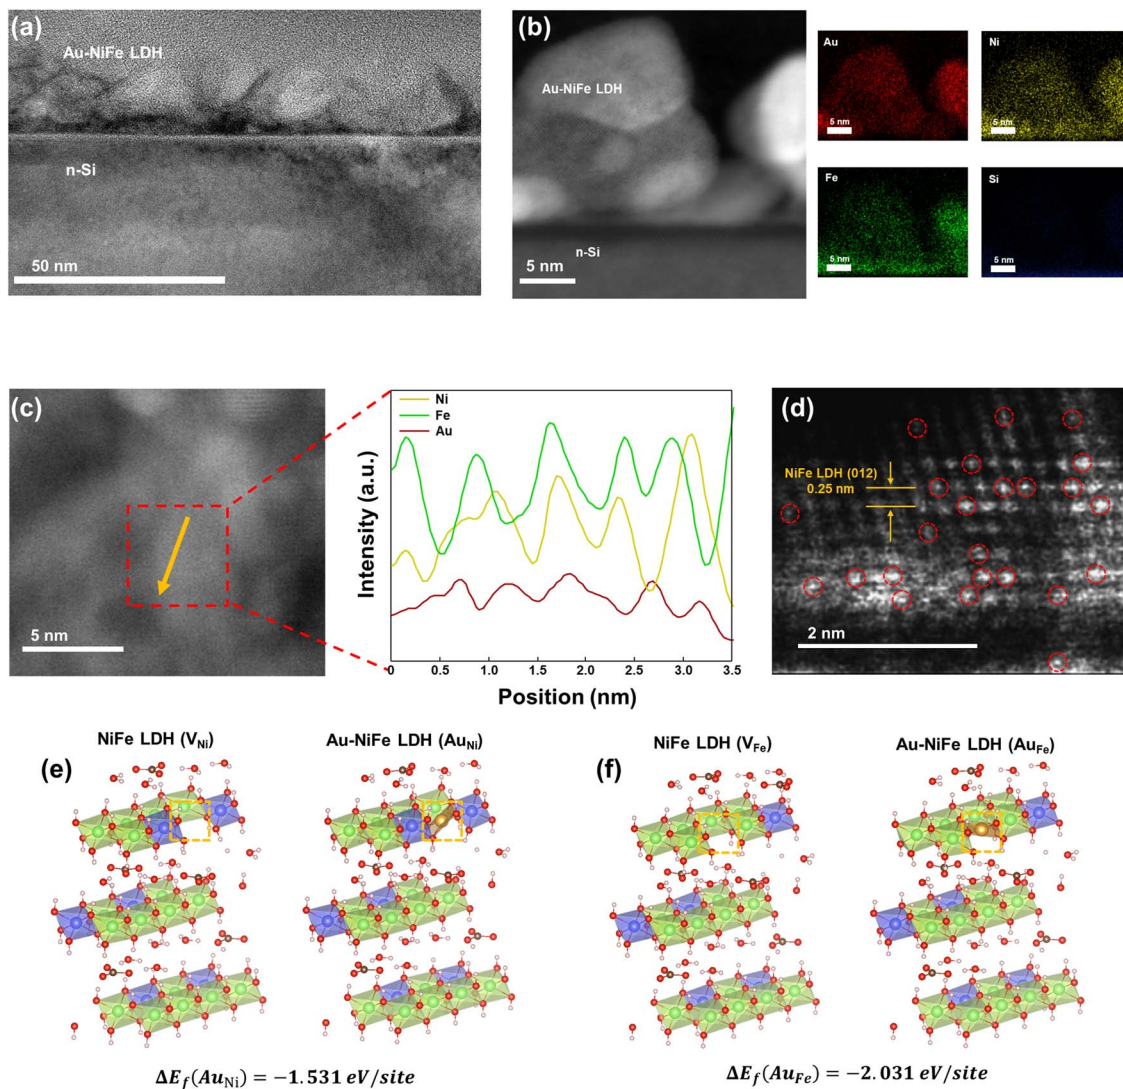 (a)
Au-NiFe LDH
n-Si
50 nm
(b)
Au-NiFe LDH
n-Si
5 nm
Au
5 nm
Ni
5 nm
Fe
5 nm
Si
5 nm
(c)
5 nm
Ni
Fe
Au
Intensity (a.u.)
0 0.5 1.0 1.5 2.0 2.5 3.0 3.5
Position (nm)
(d)
NiFe LDH (012)
0.25 nm
2 nm
(e)
NiFe LDH (V_Ni)
Au-NiFe LDH (Au_Ni)
ΔE_f(Au_Ni) = −1.531 eV/site
(f)
NiFe LDH (V_Fe)
Au-NiFe LDH (Au_Fe)
ΔE_f(Au_Fe) = −2.031 eV/site